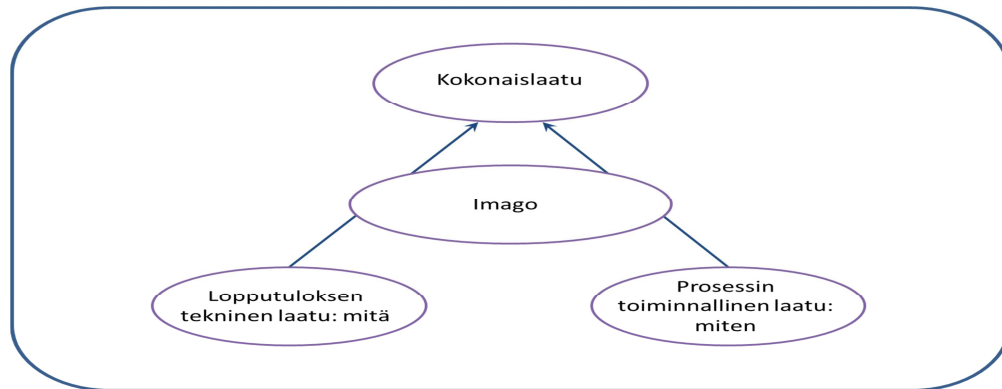 Kokonaislaatu
Imago
Lopputuloksen
tekninen laatu: mitä
Prosessin
toiminnallinen laatu:
miten